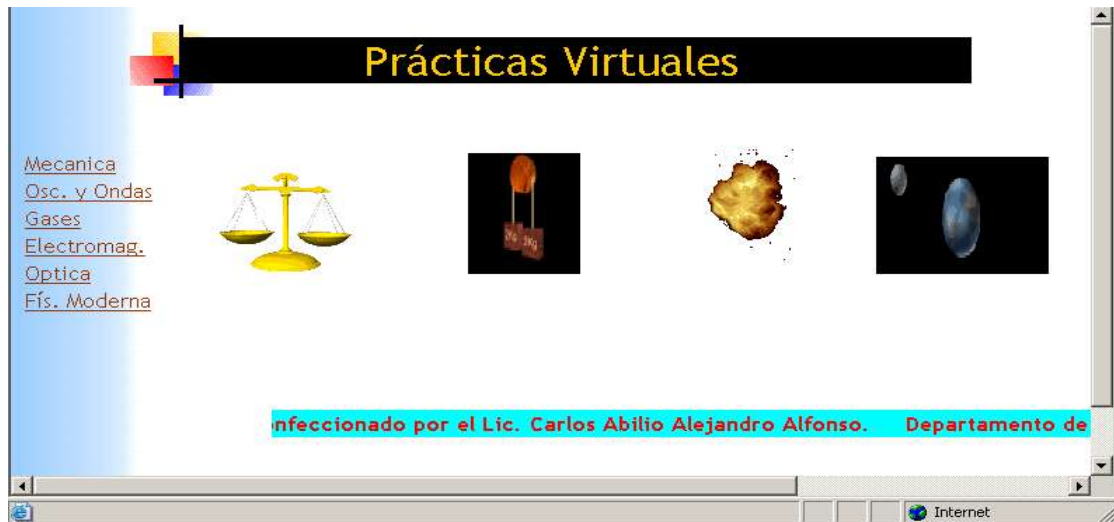 Prácticas Virtuales
Mecanica
Osc. y Ondas
Gases
Electromag.
Optica
Fís. Moderna
3Kg
nfeccionado por el Lic. Carlos Abilio Alejandro Alfonso. Departamento de
Internet